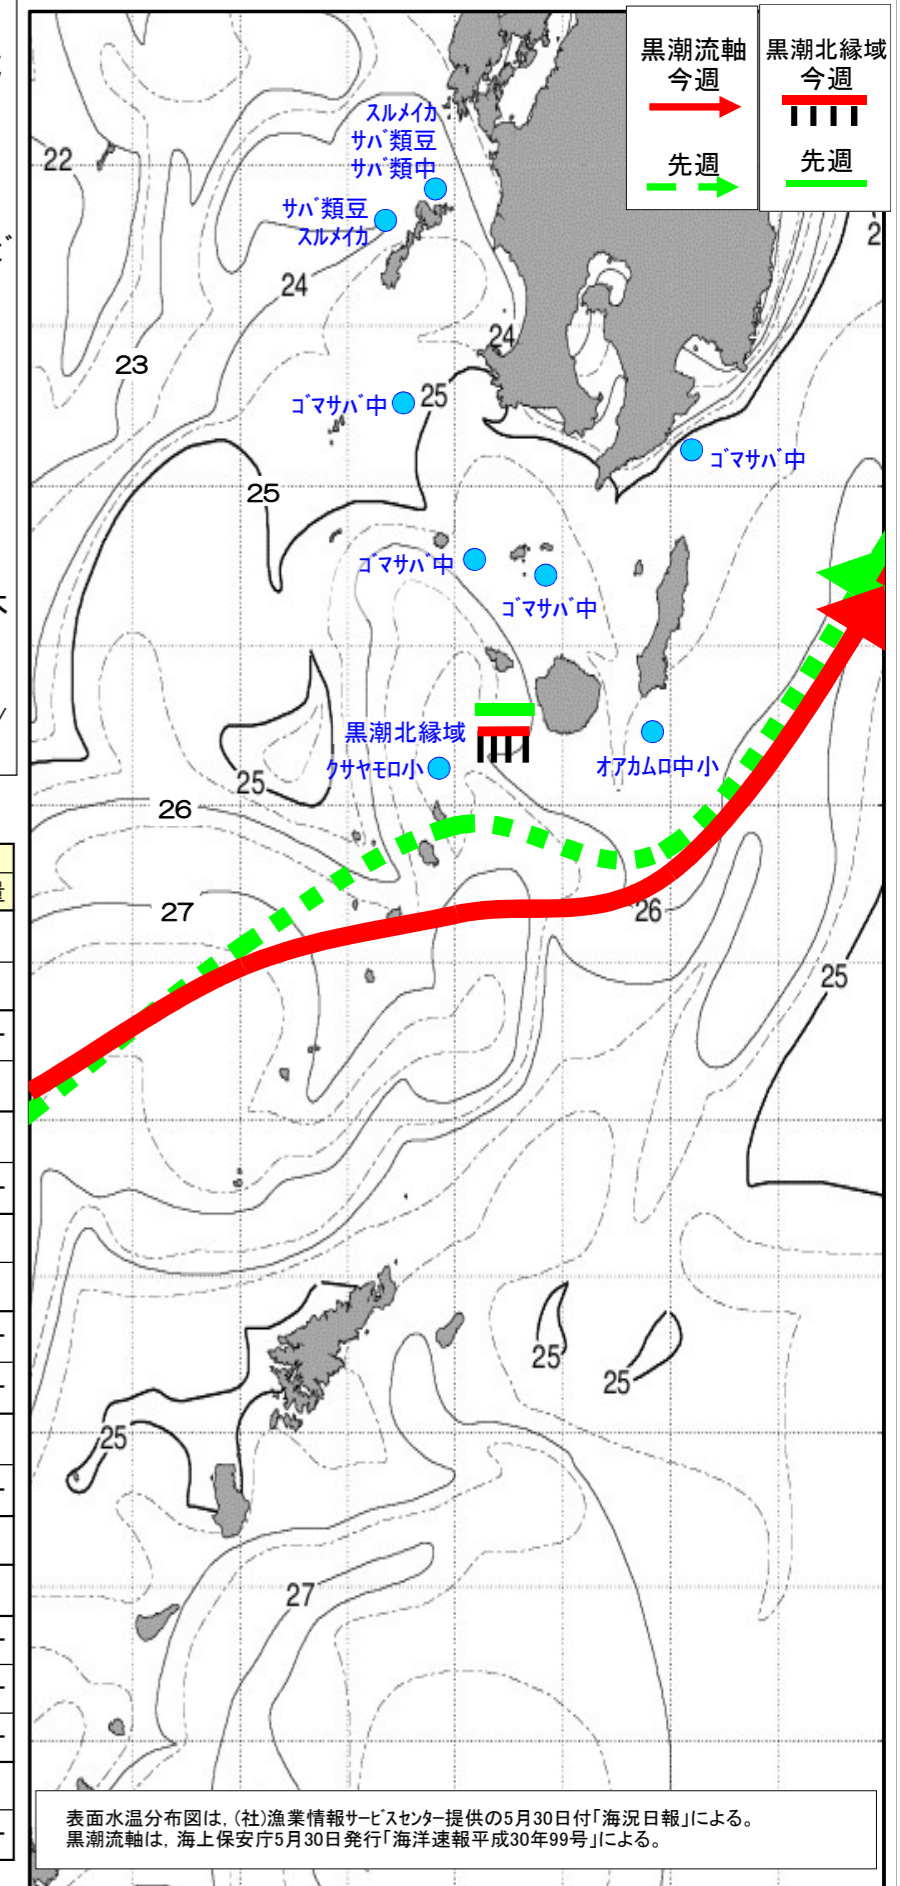 黒潮流軸
今週
先週
黒潮北縁域
今週
先週
スルメイカ
サバ類豆
サバ類中
サバ類豆
スルメイカ
22
2
24
24
23
25
ゴマサバ中
ゴマサバ中
25
ゴマサバ中
ゴマサバ中
黒潮北縁域
クサヤモロ小
オアカムロ中小
25
26
27
26
25
25
25
25
27
表面水温分布図は,(社)漁業情報サービスセンター提供の5月30日付「海況日報」による。
黒潮流軸は,海上保安庁5月30日発行「海洋速報平成30年99号」による。